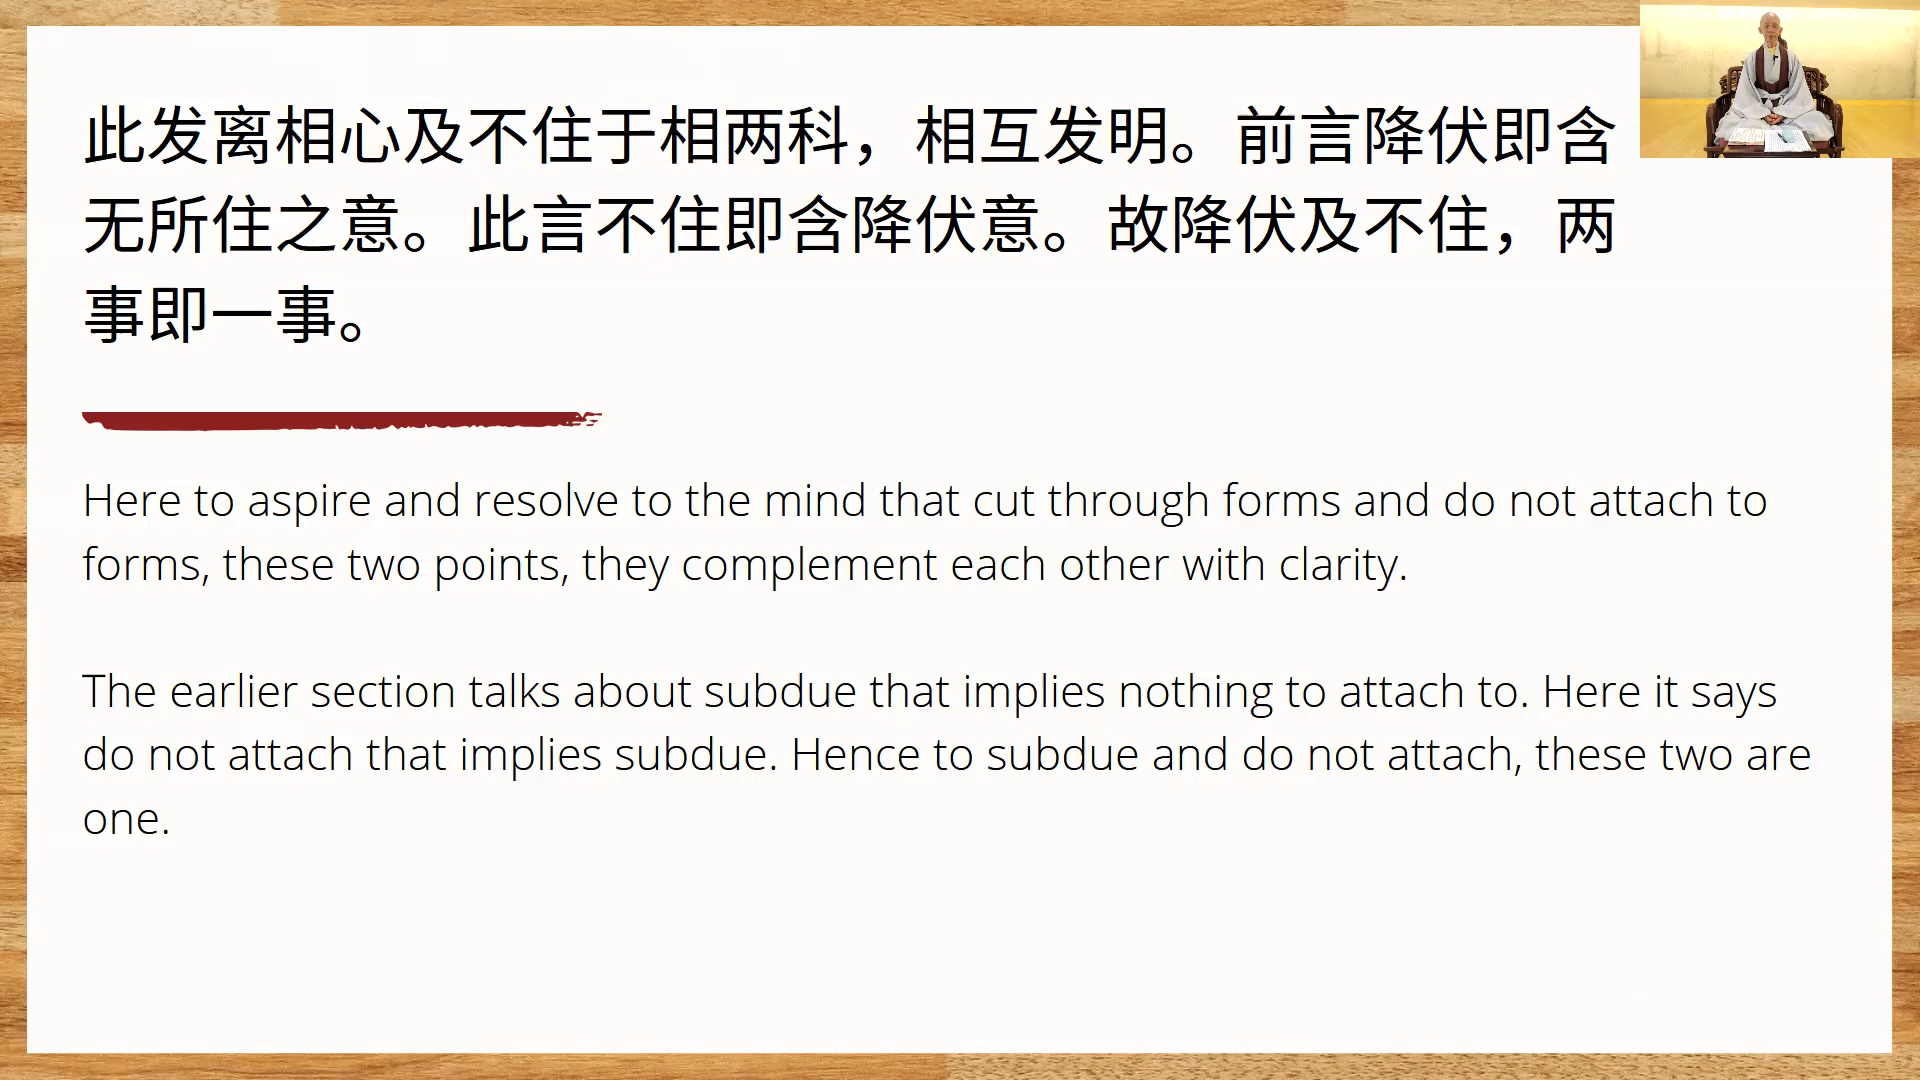 此发离相心及不住于相两科，相互发明。前言降伏即含
无所住之意。此言不住即含降伏意。故降伏及不住，两
事即一事。
Here to aspire and resolve to the mind that cut through forms and do not attach to
forms, these two points, they complement each other with clarity.
The earlier section talks about subdue that implies nothing to attach to. Here it says
do not attach that implies subdue. Hence to subdue and do not attach, these two are
one.